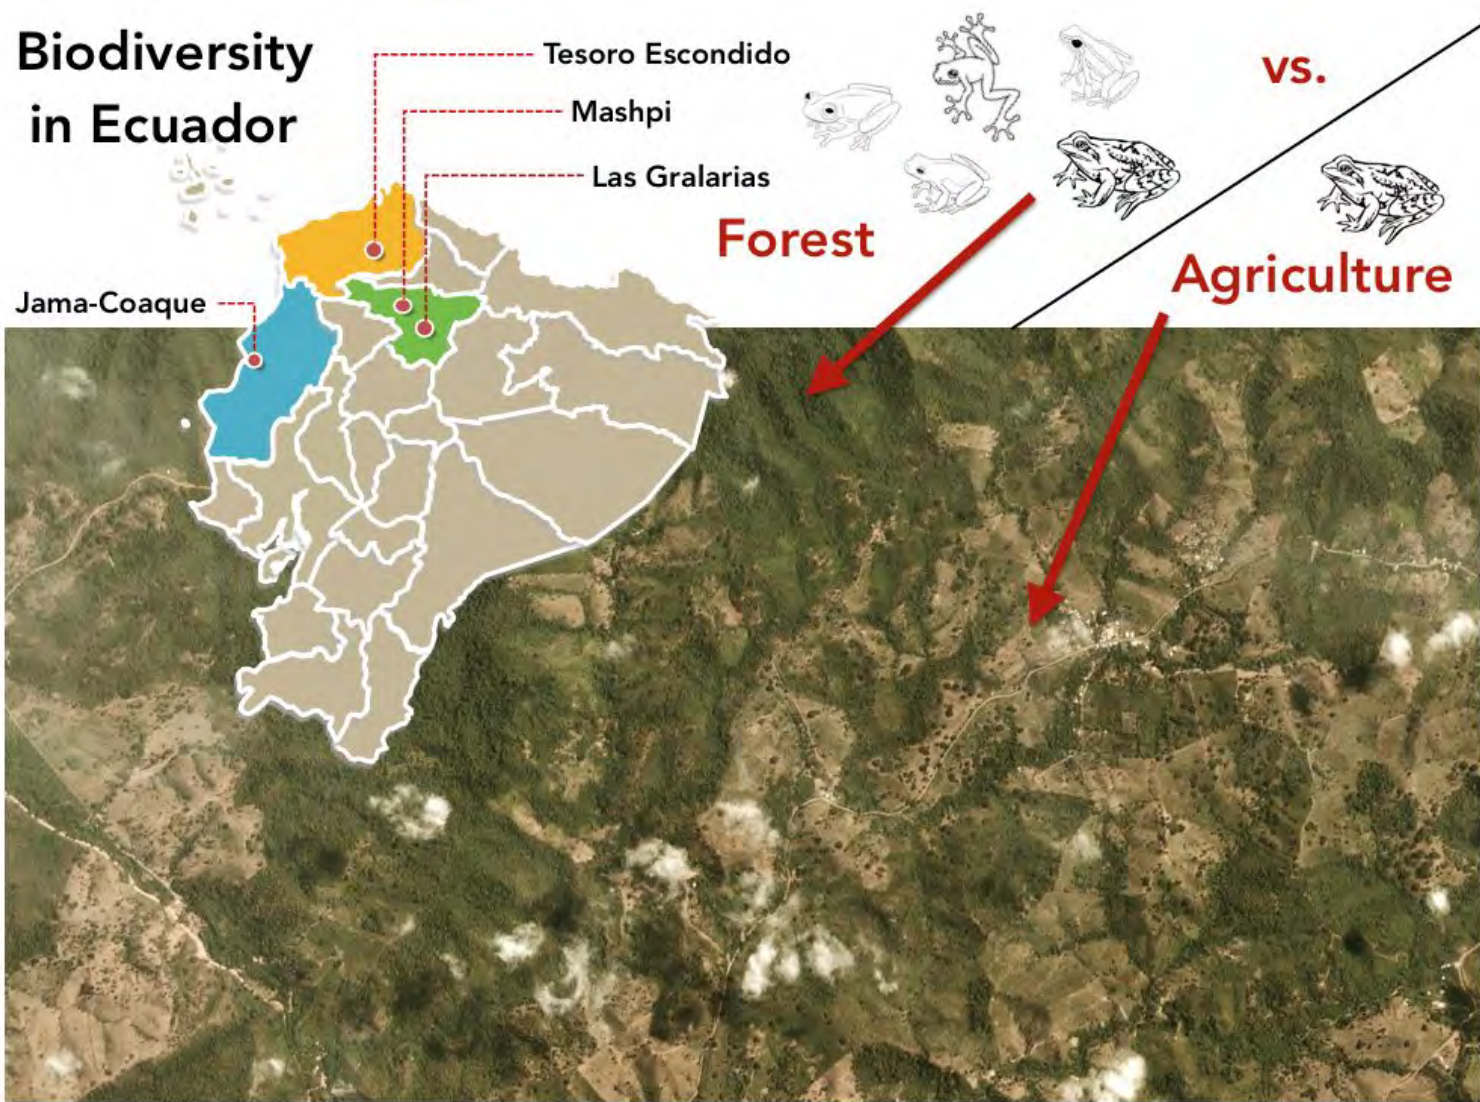 Biodiversity
in Ecuador
Tesoro Escondido
Mashpi
Las Gralarias
Jama-Coaque
Forest
vs.
Agriculture